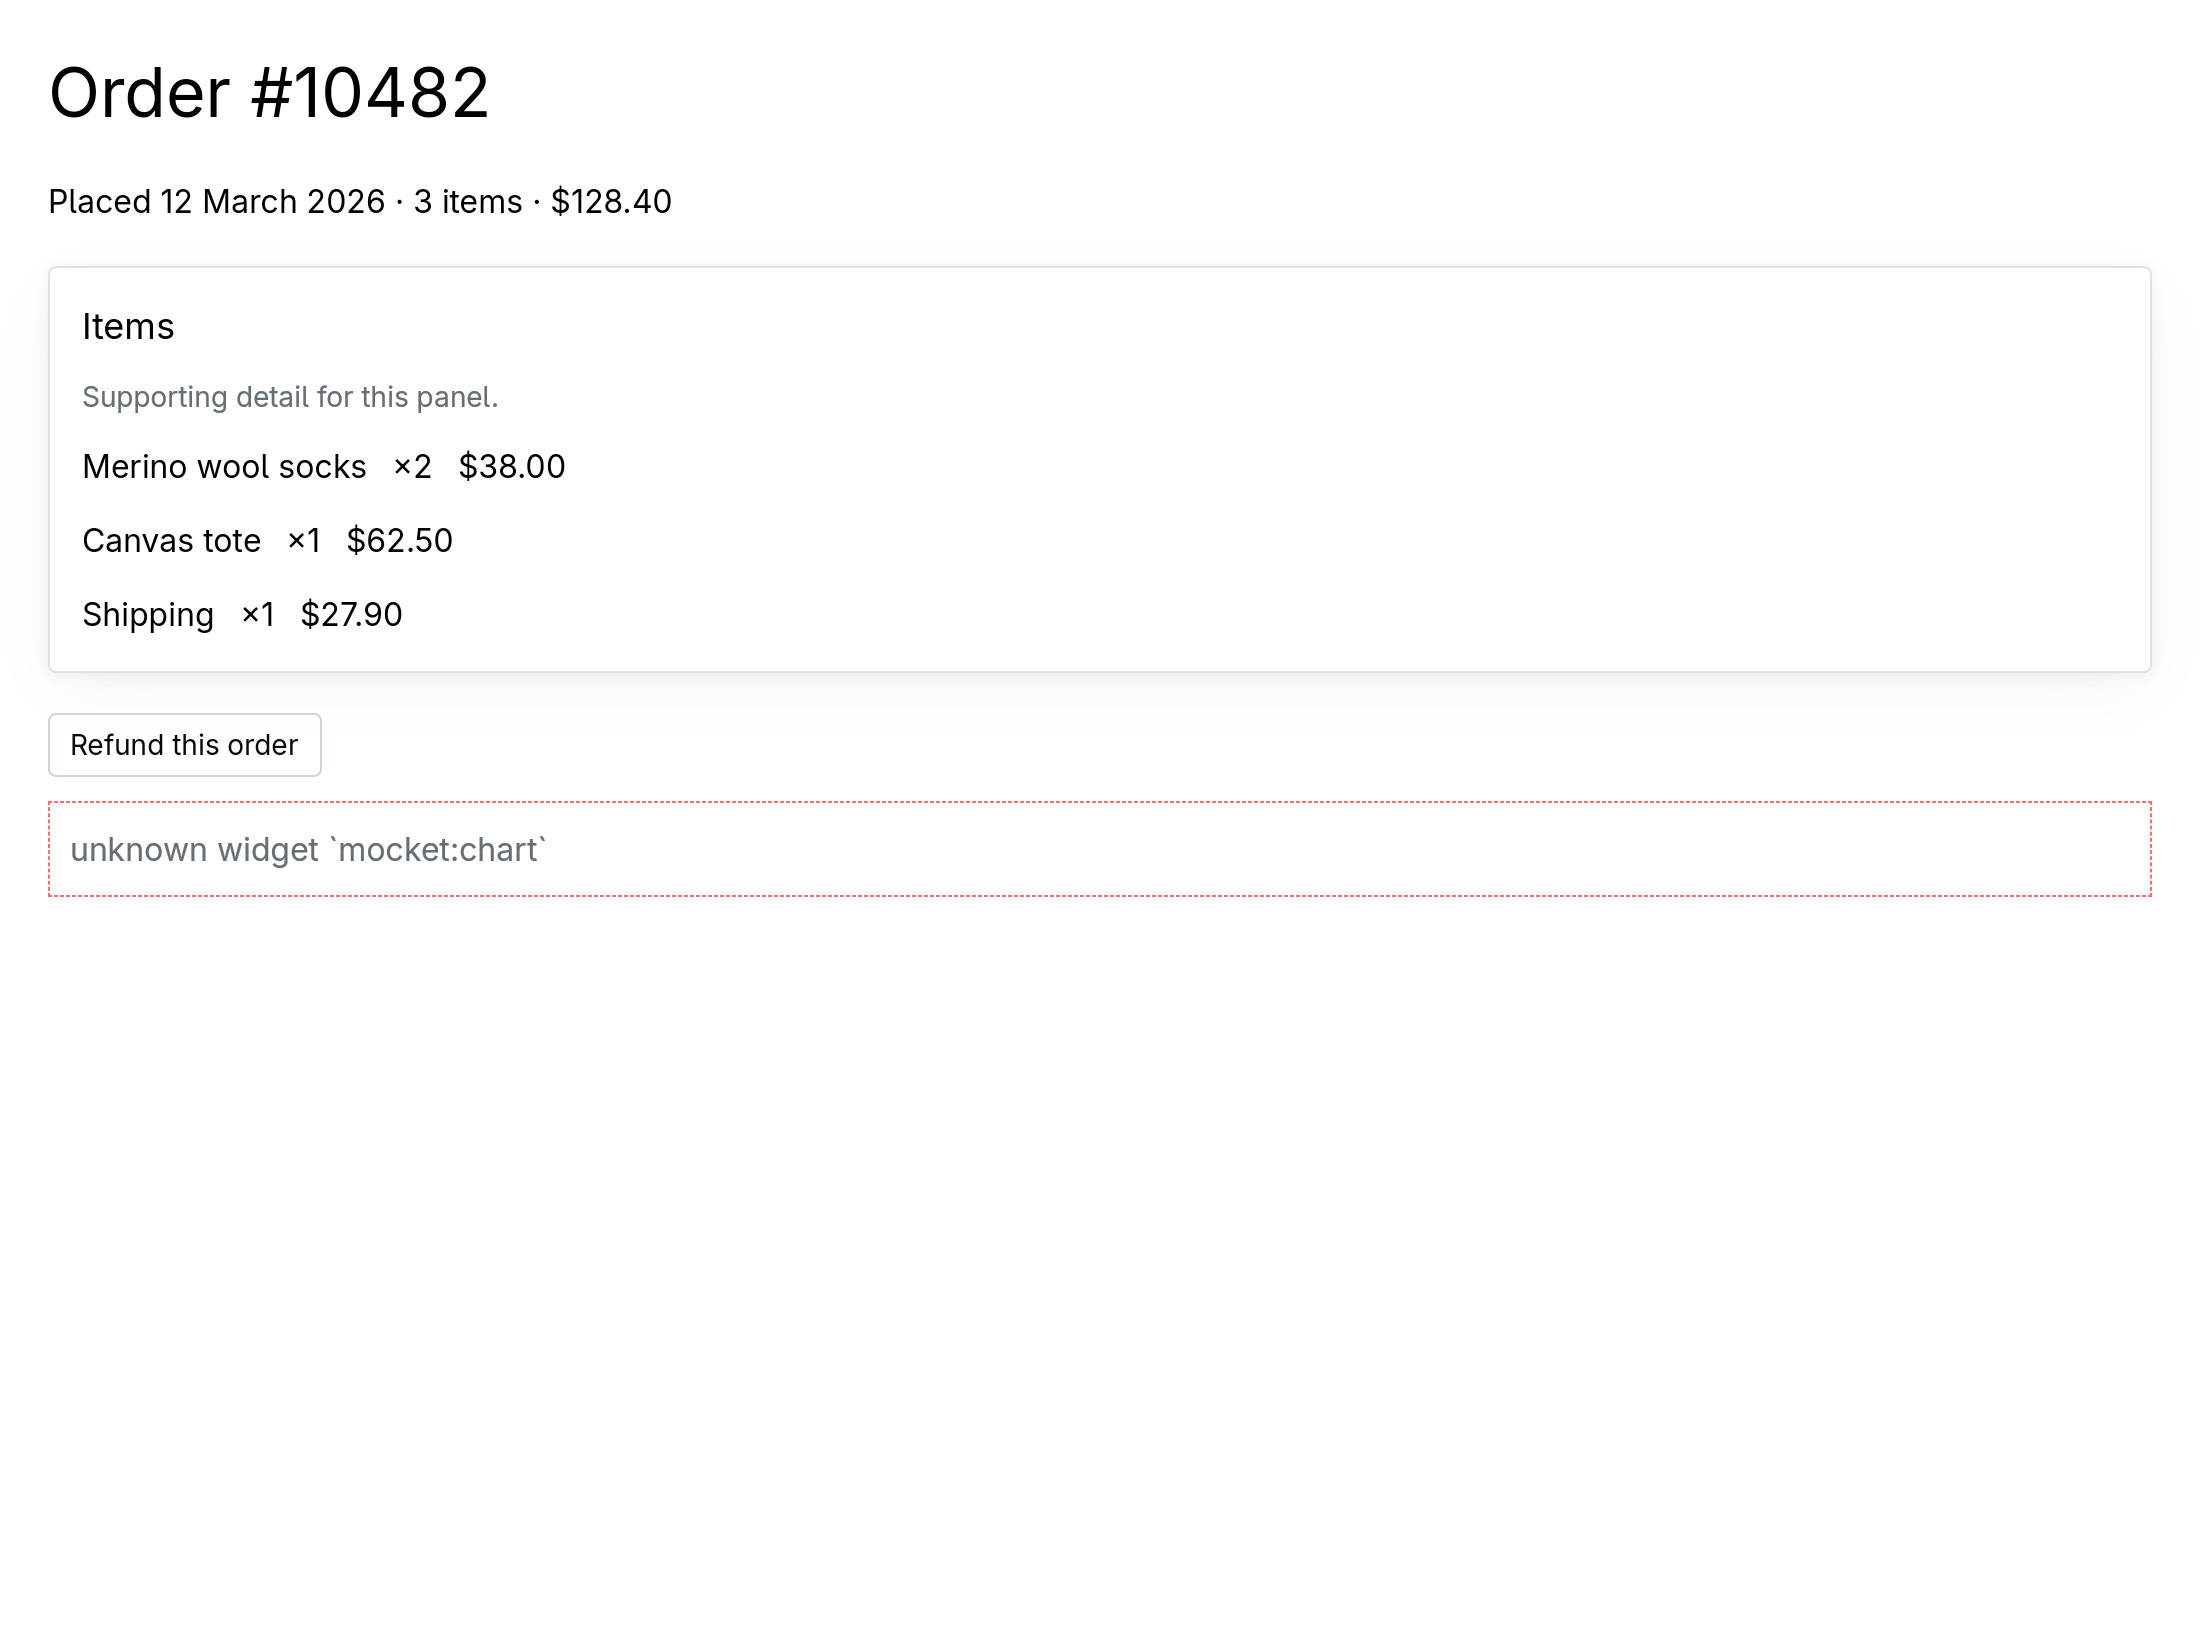 Order #10482
Placed 12 March 2026 · 3 items · $128.40
Items
Supporting detail for this panel.
Merino wool socks ×2 $38.00
Canvas tote ×1 $62.50
Shipping ×1 $27.90
Refund this order
unknown widget `mocket:chart`